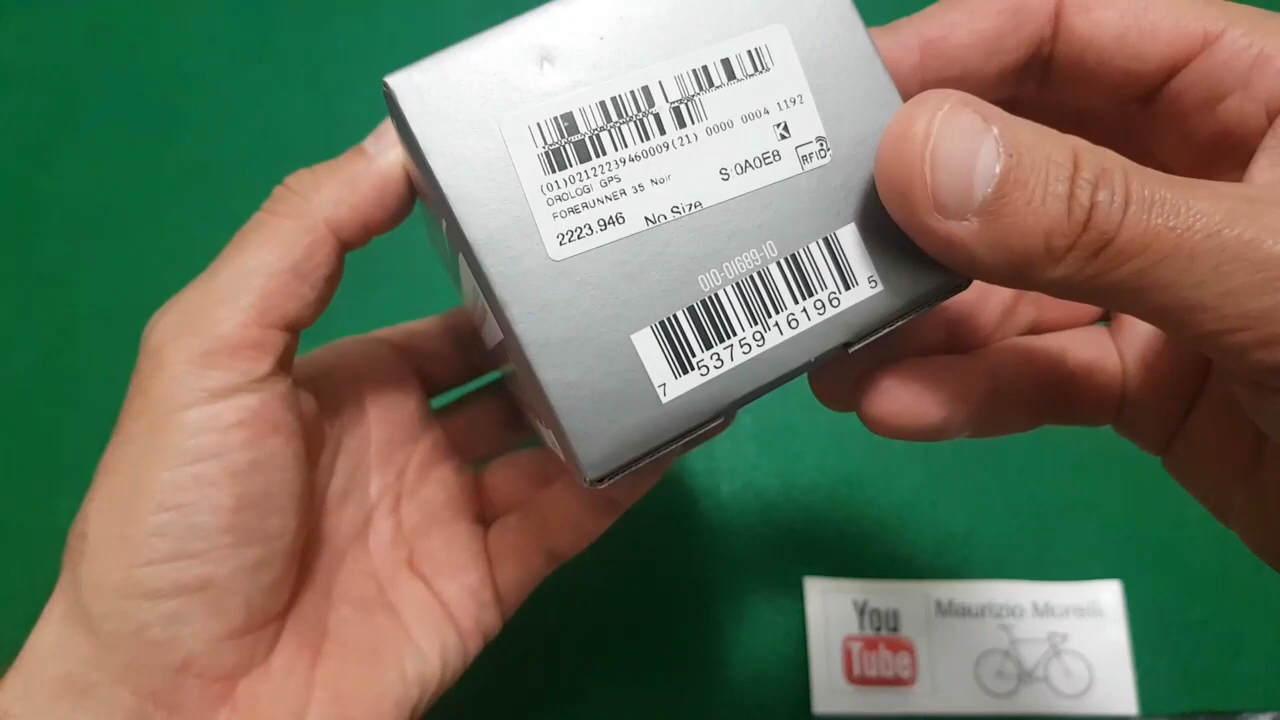 (01)02122239460009(21) 0000 0004 1192
OROLOGI GPS
FORERUNNER 35 Noir
K
S:0A0E8
RFID
2223.946 No Size
010-01689-10
7 53759 16196 5
You
Tube
Maurizio Morelli